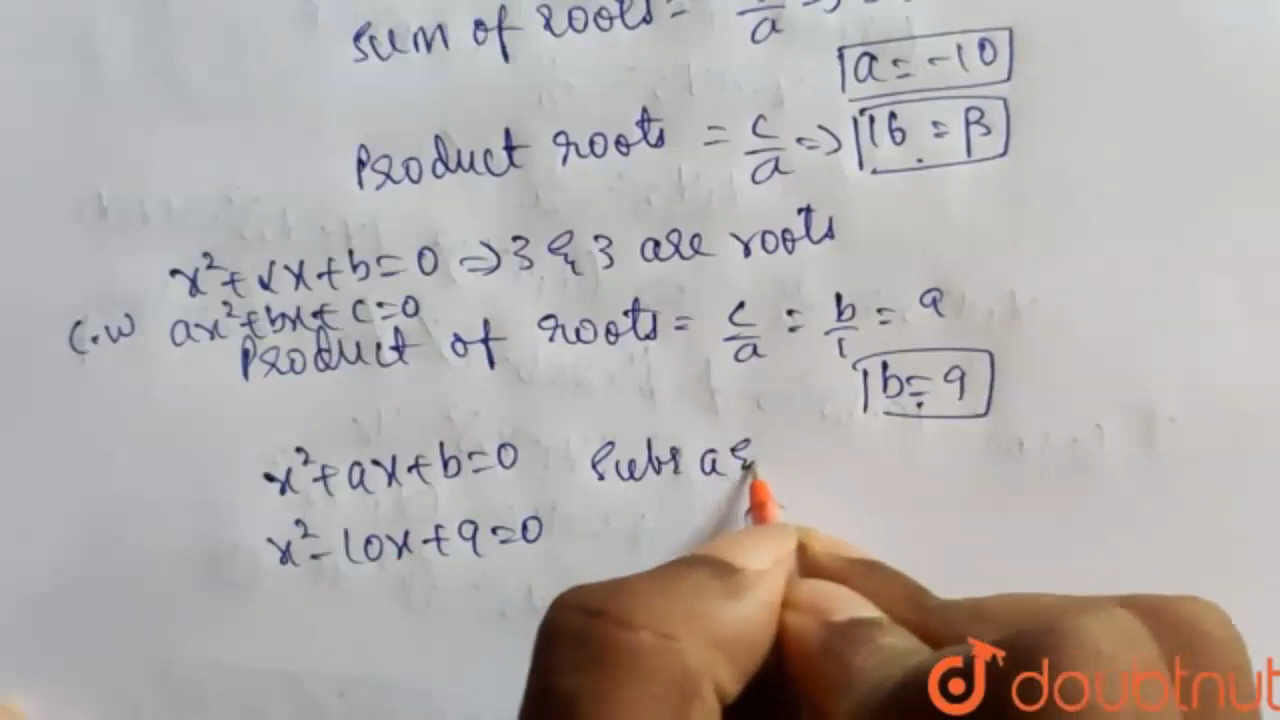 sum of roots = /a =>
a = -10
Product roots = c/a => 16 = β
x²+αx+b=0 => 3 & 3 are roots
C.W ax²+bx+c=0
Product of roots = c/a = b/1 = 9
b = 9
x²+ax+b=0 subs a &
x²-10x+9=0
doubtnut